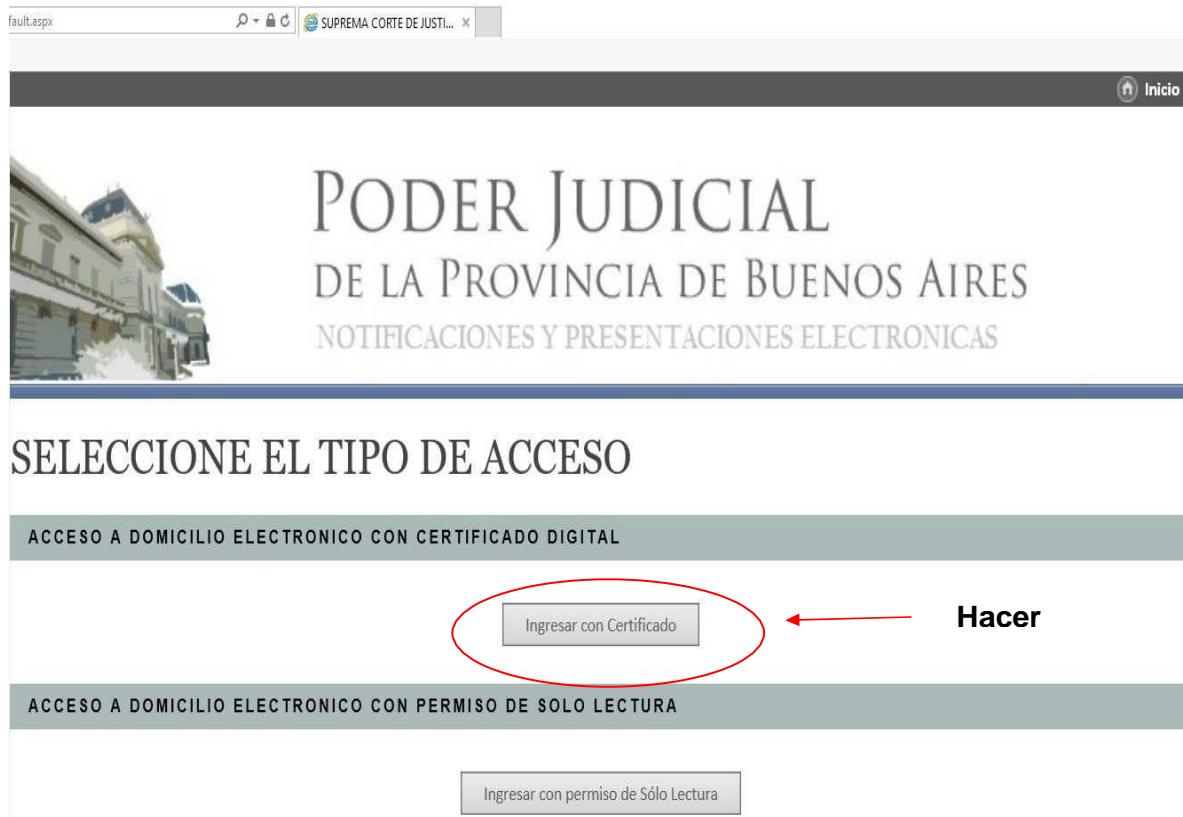 fault.aspx
SUPREMA CORTE DE JUSTI...
Inicio
PODER JUDICIAL
DE LA PROVINCIA DE BUENOS AIRES
NOTIFICACIONES Y PRESENTACIONES ELECTRONICAS
SELECCIONE EL TIPO DE ACCESO
ACCESO A DOMICILIO ELECTRONICO CON CERTIFICADO DIGITAL
Ingresar con Certificado
Hacer
ACCESO A DOMICILIO ELECTRONICO CON PERMISO DE SOLO LECTURA
Ingresar con permiso de Sólo Lectura